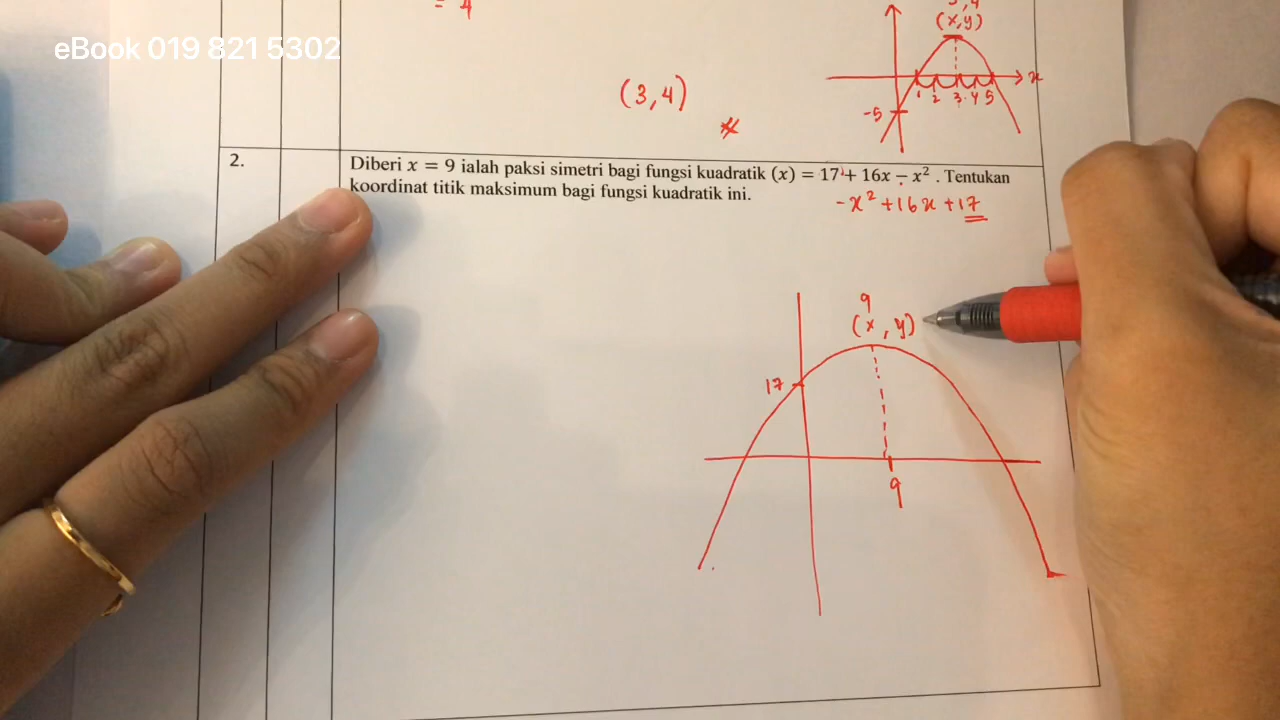 = 4
eBook 019 821 5302
(x,y)
(3,4)
x
1 2 3 4 5
-5
2.
Diberi x = 9 ialah paksi simetri bagi fungsi kuadratik (x) = 17 + 16x − x² . Tentukan
koordinat titik maksimum bagi fungsi kuadratik ini.
-x² +16x +17
9
(x, y)
17
9